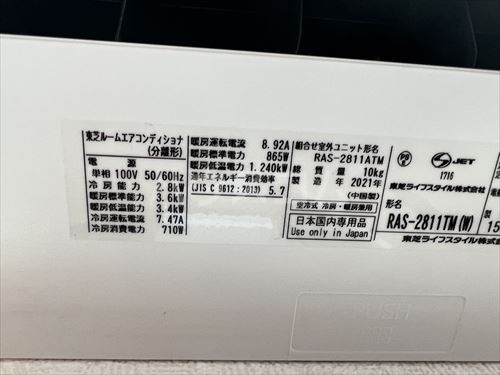 東芝ルームエアコンディショナ
(分離形)
電 源
単相 100V 50/60Hz
冷 房 能 力 2.8kW
暖房標準能力 3.6kW
暖房低温能力 3.4kW
冷房運転電流 7.47A
冷房消費電力 710W
暖房運転電流 8.92A
暖房標準電力 865W
暖房低温電力 1.240kW
通年エネルギー消費効率
(JIS C 9612:2013) 5.7
組合せ室外ユニット形名
RAS-2811ATM
質 量 10kg
製 造 年 2021年
(中国製)
空冷式 冷房・暖房兼用
日本国内専用品
Use only in Japan
PS
E
JET
1716
東芝ライフスタイル株式会社
形名
RAS-2811TM(W)
東芝ライフスタイル株式会社
製
15
PUSH